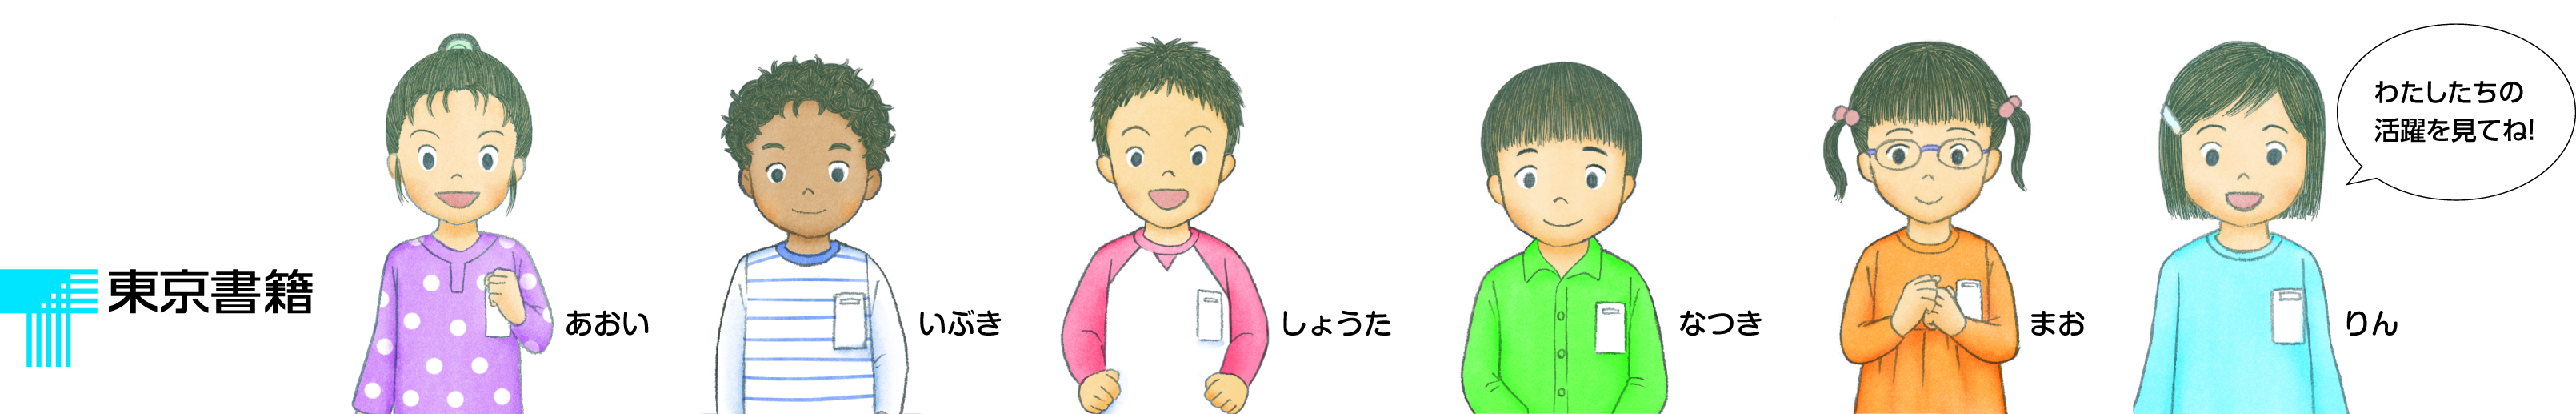 東京書籍
あおい
いぶき
しょうた
なつき
まお
りん
わたしたちの
活躍を見てね!